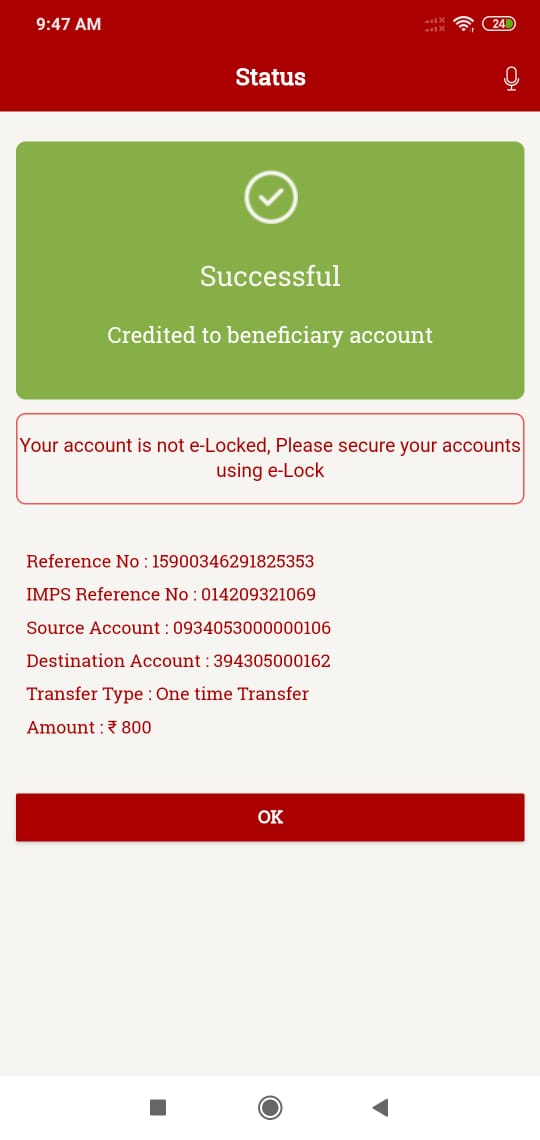 9:47 AM
24
Status
Successful
Credited to beneficiary account
Your account is not e-Locked, Please secure your accounts
using e-Lock
Reference No : 15900346291825353
IMPS Reference No : 014209321069
Source Account : 0934053000000106
Destination Account : 394305000162
Transfer Type : One time Transfer
Amount : ₹ 800
OK